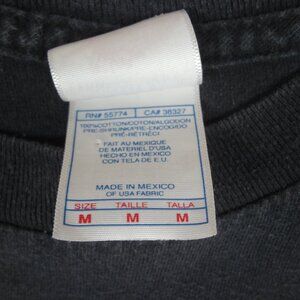 RN# 55774 CA# 38327
100%COTTON/COTON/ALGODON
PRE-SHRUNK/PRE-ENCOGIDO
PRÉ-RÉTRÉCI
FAIT AU MEXIQUE
DE MATERIEL D'USA
HECHO EN MEXICO
CON TELA DE E.U.
MADE IN MEXICO
OF USA FABRIC
SIZE TAILLE TALLA
M M M